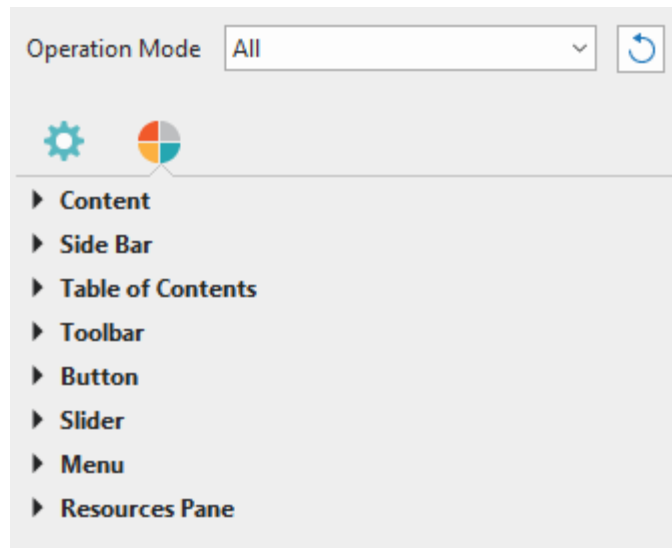 Operation Mode All
Content
Side Bar
Table of Contents
Toolbar
Button
Slider
Menu
Resources Pane